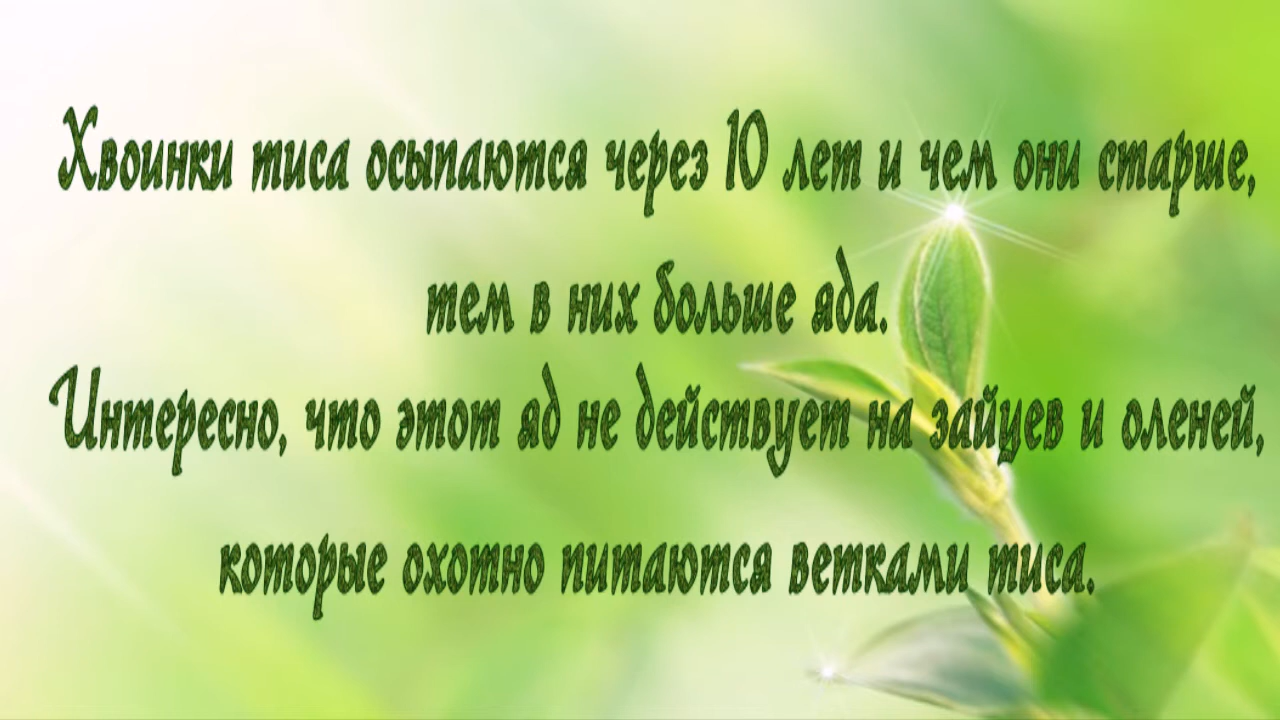 Хвоинки тиса осыпаются через 10 лет и чем они старше,
тем в них больше яда.
Интересно, что этот яд не действует на зайцев и оленей,
которые охотно питаются ветками тиса.